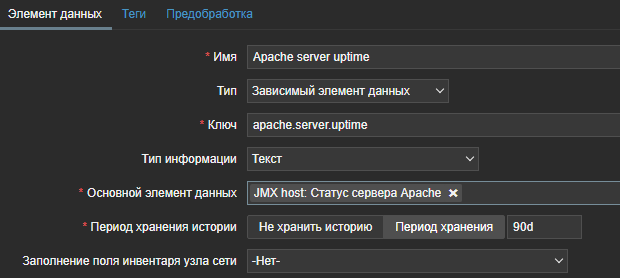 Элемент данных Теги Предобработка
* Имя Apache server uptime
Тип Зависимый элемент данных
* Ключ apache.server.uptime
Тип информации Текст
* Основной элемент данных JMX host: Статус сервера Apache ×
* Период хранения истории Не хранить историю Период хранения 90d
Заполнение поля инвентаря узла сети -Нет-